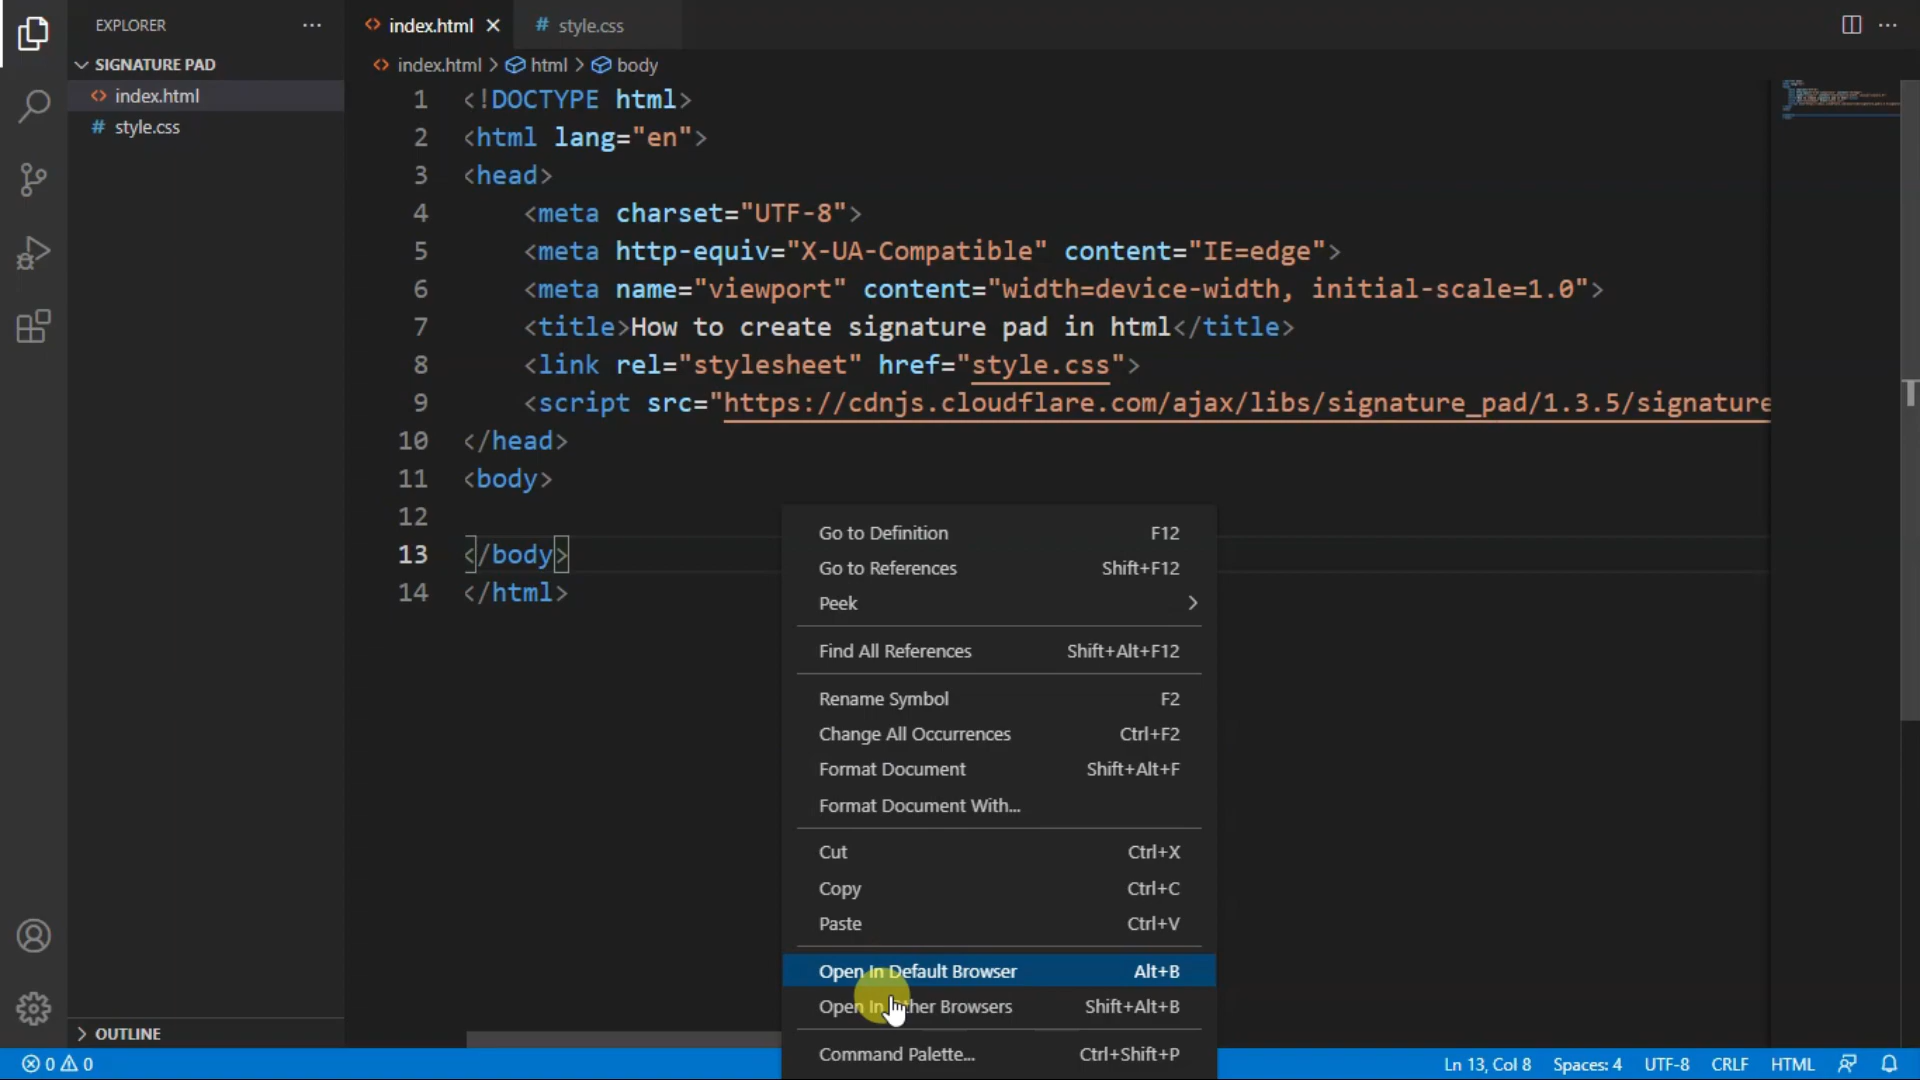 EXPLORER
SIGNATURE PAD
index.html
# style.css
OUTLINE
index.html
# style.css
index.html > html > body
1 <!DOCTYPE html>
2 <html lang="en">
3 <head>
4 <meta charset="UTF-8">
5 <meta http-equiv="X-UA-Compatible" content="IE=edge">
6 <meta name="viewport" content="width=device-width, initial-scale=1.0">
7 <title>How to create signature pad in html</title>
8 <link rel="stylesheet" href="style.css">
9 <script src="https://cdnjs.cloudflare.com/ajax/libs/signature_pad/1.3.5/signature
10 </head>
11 <body>
12
13 </body>
14 </html>
Go to Definition F12
Go to References Shift+F12
Peek
Find All References Shift+Alt+F12
Rename Symbol F2
Change All Occurrences Ctrl+F2
Format Document Shift+Alt+F
Format Document With...
Cut Ctrl+X
Copy Ctrl+C
Paste Ctrl+V
Open In Default Browser Alt+B
Open In Other Browsers Shift+Alt+B
Command Palette... Ctrl+Shift+P
0 0
Ln 13, Col 8 Spaces: 4 UTF-8 CRLF HTML